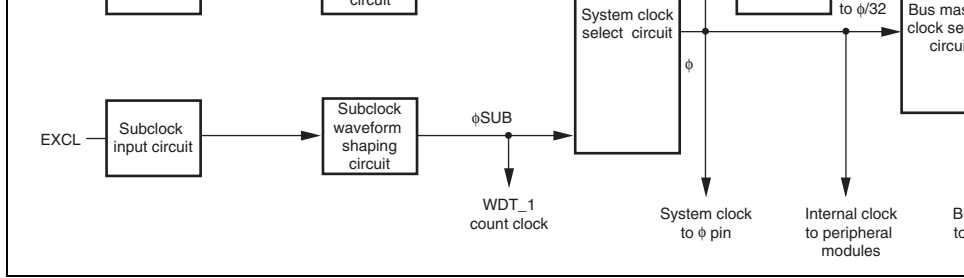 circuit
System clock
select circuit
to ϕ/32
Bus mas
clock se
circui
ϕ
EXCL
Subclock
input circuit
Subclock
waveform
shaping
circuit
ϕSUB
WDT_1
count clock
System clock
to ϕ pin
Internal clock
to peripheral
modules
B
to